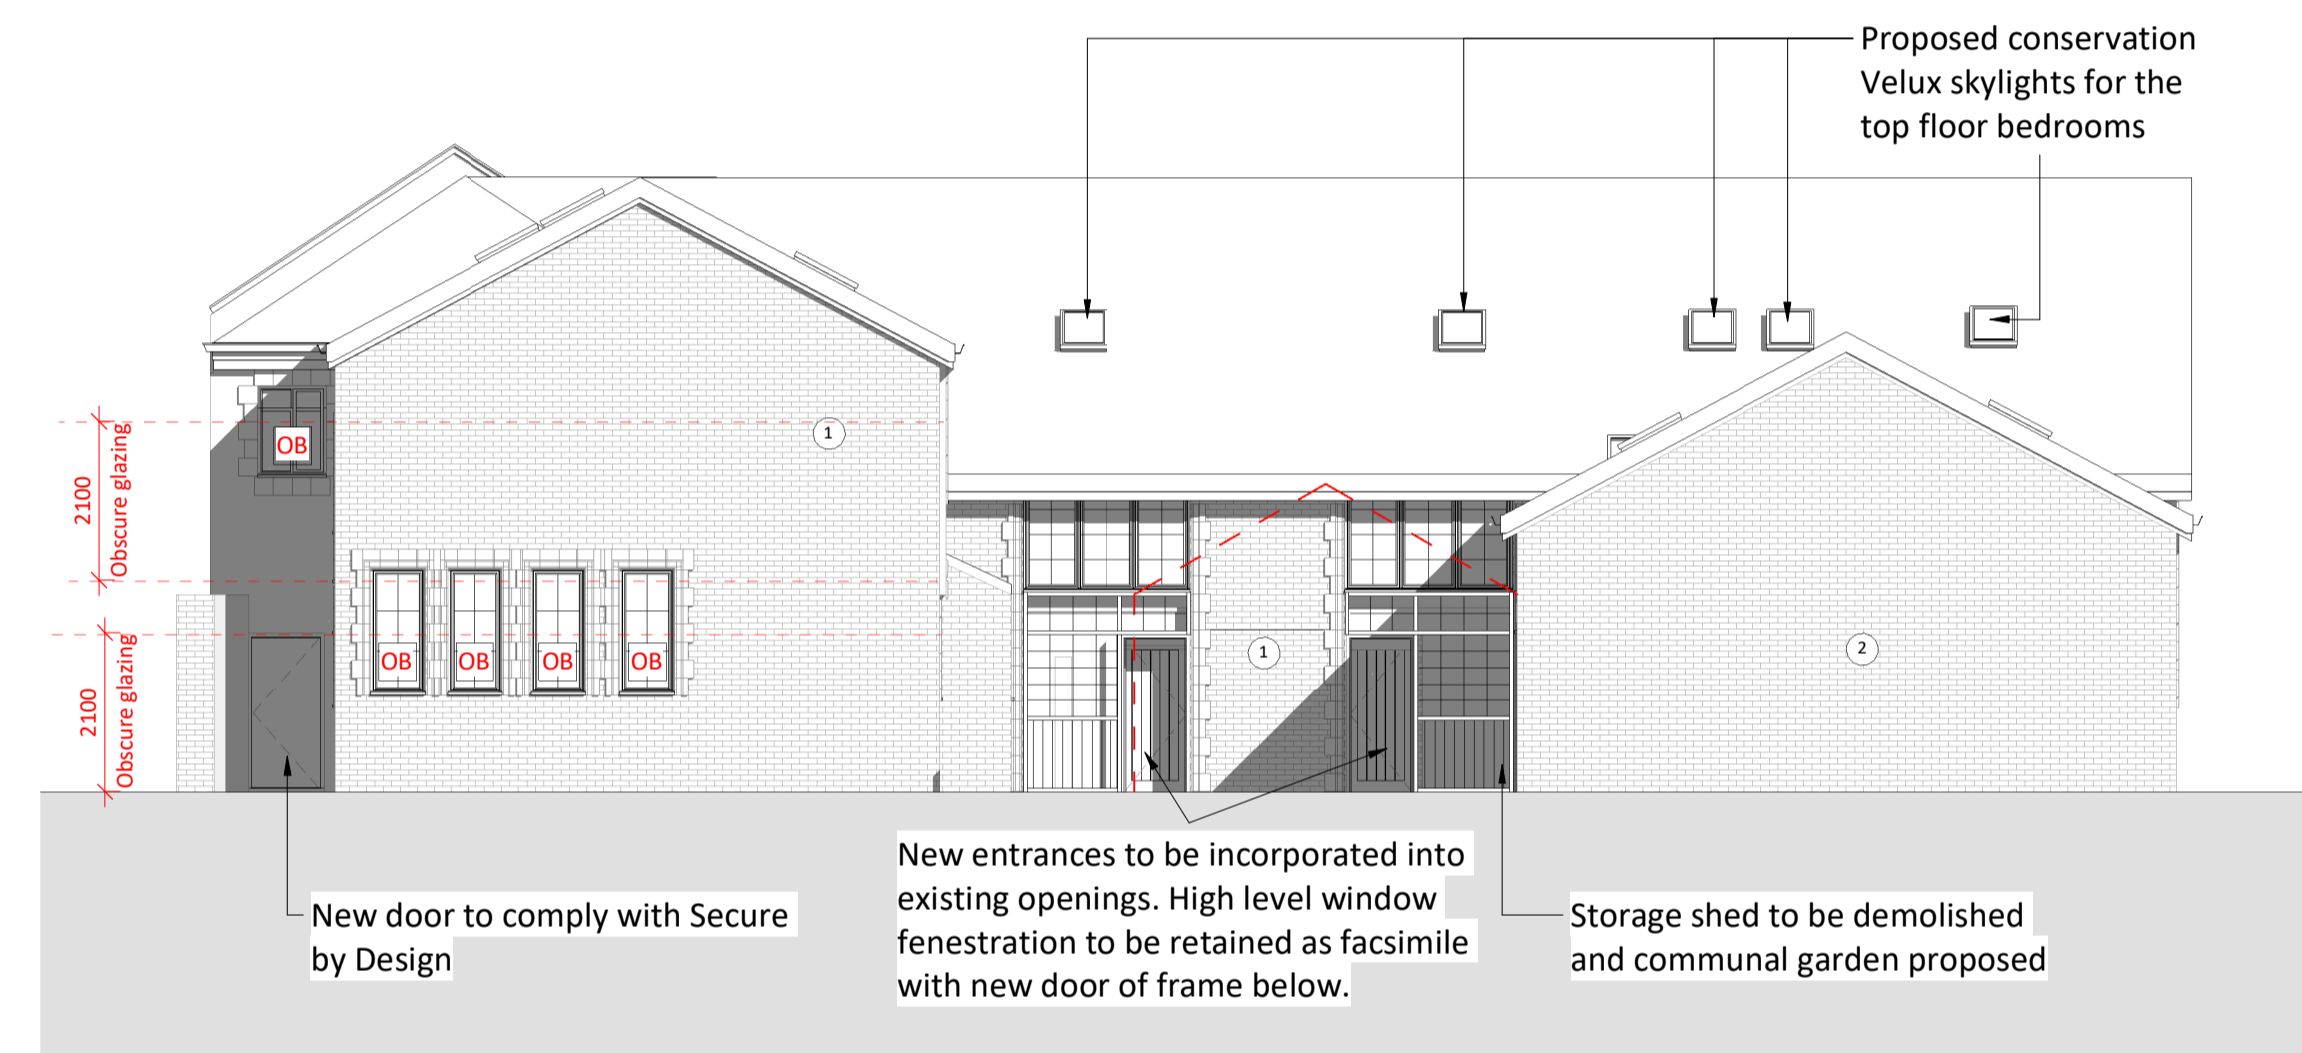 Proposed conservation
Velux skylights for the
top floor bedrooms
OB
1
2100
Obscure glazing
OB
OB
OB
OB
1
2
2100
Obscure glazing
New entrances to be incorporated into
existing openings. High level window
fenestration to be retained as facsimile
with new door of frame below.
New door to comply with Secure
by Design
Storage shed to be demolished
and communal garden proposed